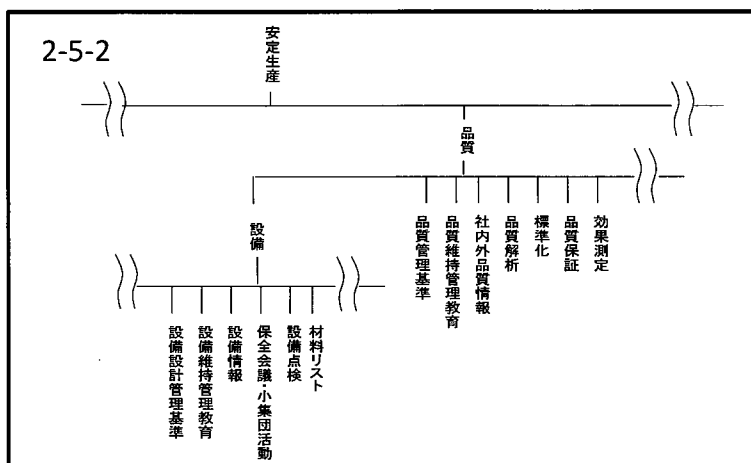 2-5-2
安定生産
品質
設備
品質管理基準
品質維持管理教育
社内外品質情報
品質解析
標準化
品質保証
効果測定
設備設計管理基準
設備維持管理教育
設備情報
保全会議・小集団活動
設備点検
材料リスト